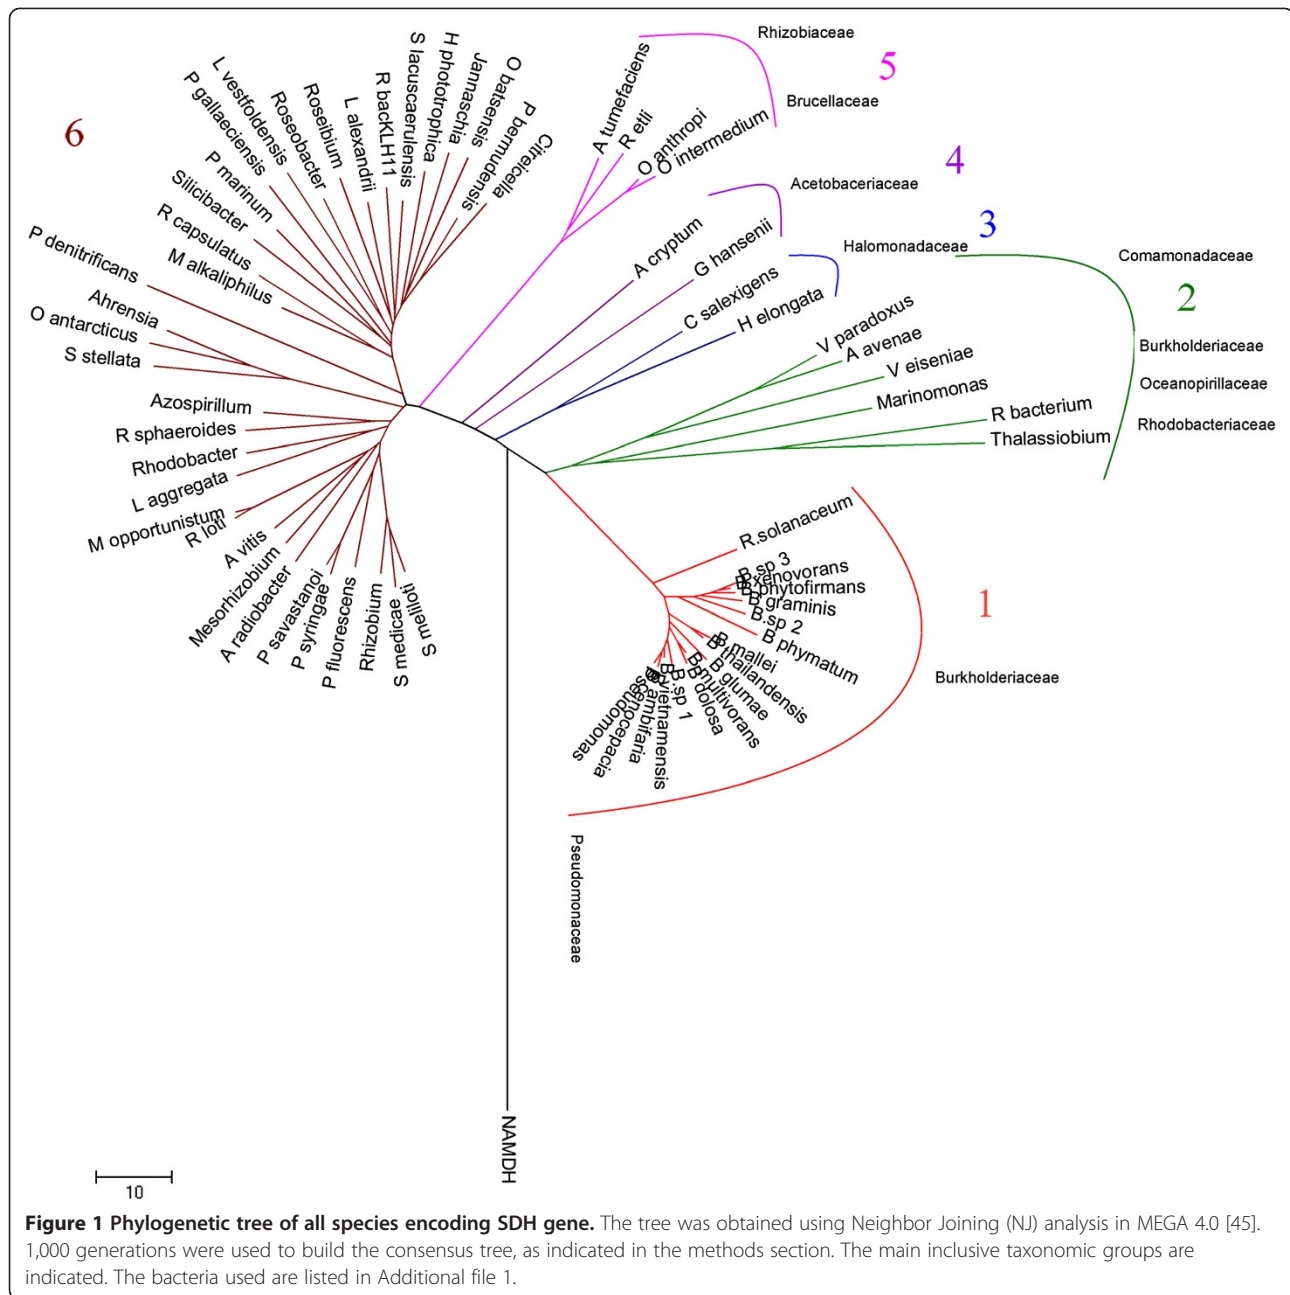 Rhizobiaceae
5
Brucellaceae
A tumefaciens
R etli
O anthropi
O intermedium
4
Acetobaceriaceae
A cryptum
G hansenii
3
Halomonadaceae
C salexigens
H elongata
Comamonadaceae
2
Burkholderiaceae
Oceanopirillaceae
Rhodobacteriaceae
V paradoxus
A avenae
V eiseniae
Marinomonas
R bacterium
Thalassiobium
6
Citreicella
P bermudensis
O batsensis
Jannaschia
H phototrophica
S lacuscaerulensis
R backLH11
L alexandrii
Roseibium
Roseobacter
L vestfoldensis
P gallaeciensis
P marinum
Silicibacter
R capsulatus
M alkaliphilus
P denitrificans
Ahrensia
O antarcticus
S stellata
Azospirillum
R sphaeroides
Rhodobacter
L aggregata
M opportunistum
R loti
A vitis
Mesorhizobium
A radiobacter
P savastanoi
P syringae
P fluorescens
Rhizobium
S medicae
S meliloti
R.solanaceum
B.sp 3
B xenovorans
B phytofirmans
B graminis
B.sp 2
B phymatum
B mallei
B thailandensis
B glumae
B multivorans
B dolosa
B.sp 1
B vietnamensis
B ambifaria
B cenocepacia
Pseudomonas
1
Burkholderiaceae
Pseudomonaceae
NAMDH
10
Figure 1 Phylogenetic tree of all species encoding SDH gene. The tree was obtained using Neighbor Joining (NJ) analysis in MEGA 4.0 [45].
1,000 generations were used to build the consensus tree, as indicated in the methods section. The main inclusive taxonomic groups are
indicated. The bacteria used are listed in Additional file 1.